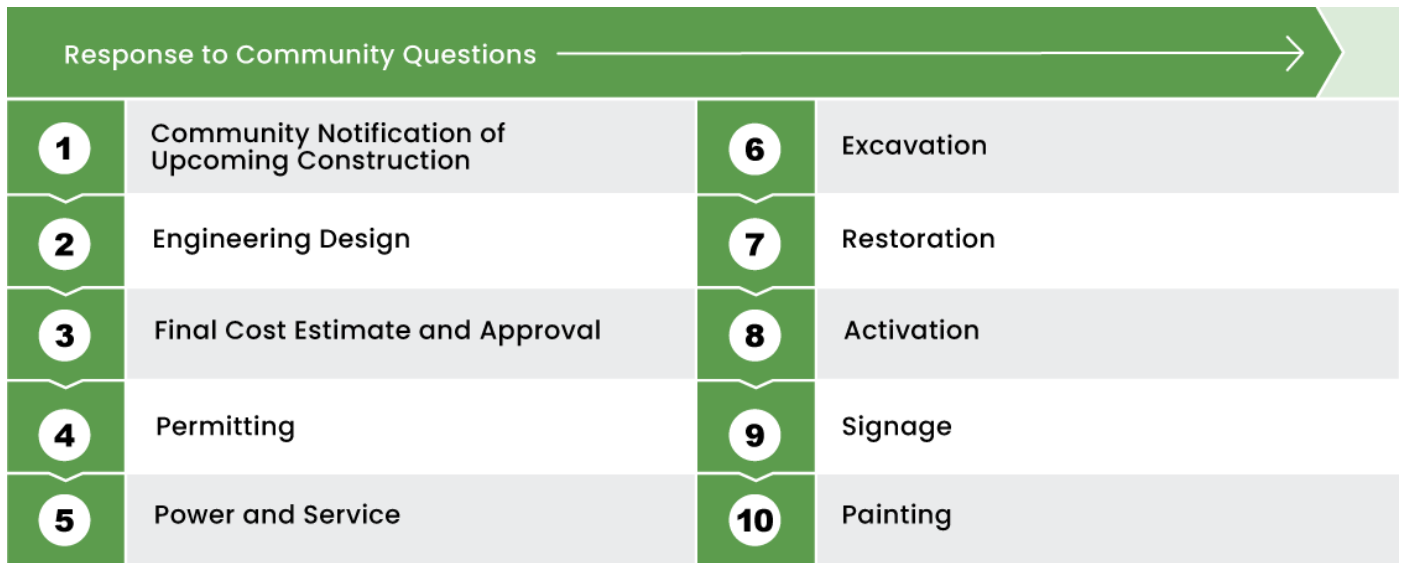 Response to Community Questions
1
Community Notification of
Upcoming Construction
2
Engineering Design
3
Final Cost Estimate and Approval
4
Permitting
5
Power and Service
6
Excavation
7
Restoration
8
Activation
9
Signage
10
Painting